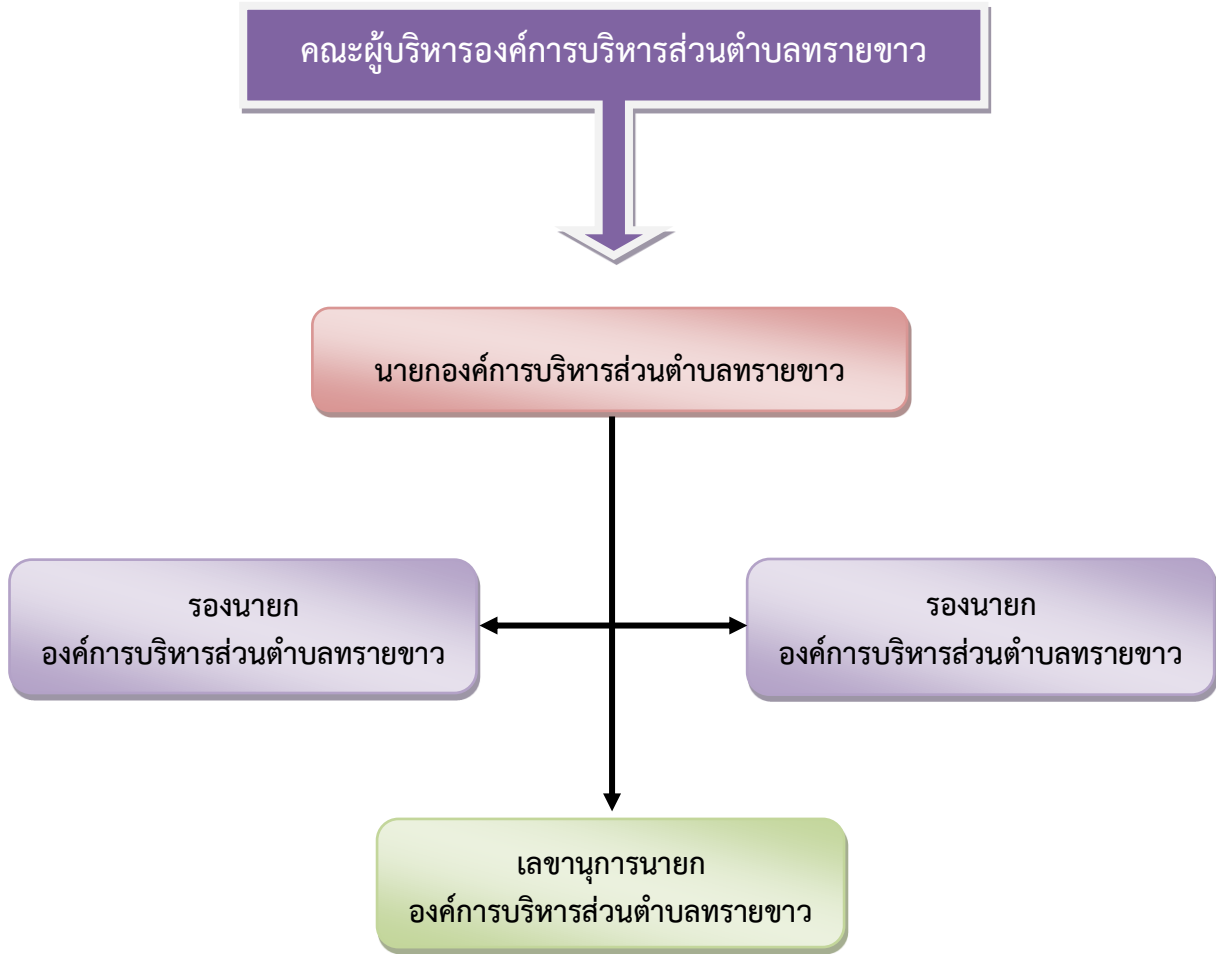 คณะผู้บริหารองค์การบริหารส่วนตำบลทรายขาว
นายกองค์การบริหารส่วนตำบลทรายขาว
รองนายก
องค์การบริหารส่วนตำบลทรายขาว
รองนายก
องค์การบริหารส่วนตำบลทรายขาว
เลขานุการนายก
องค์การบริหารส่วนตำบลทรายขาว